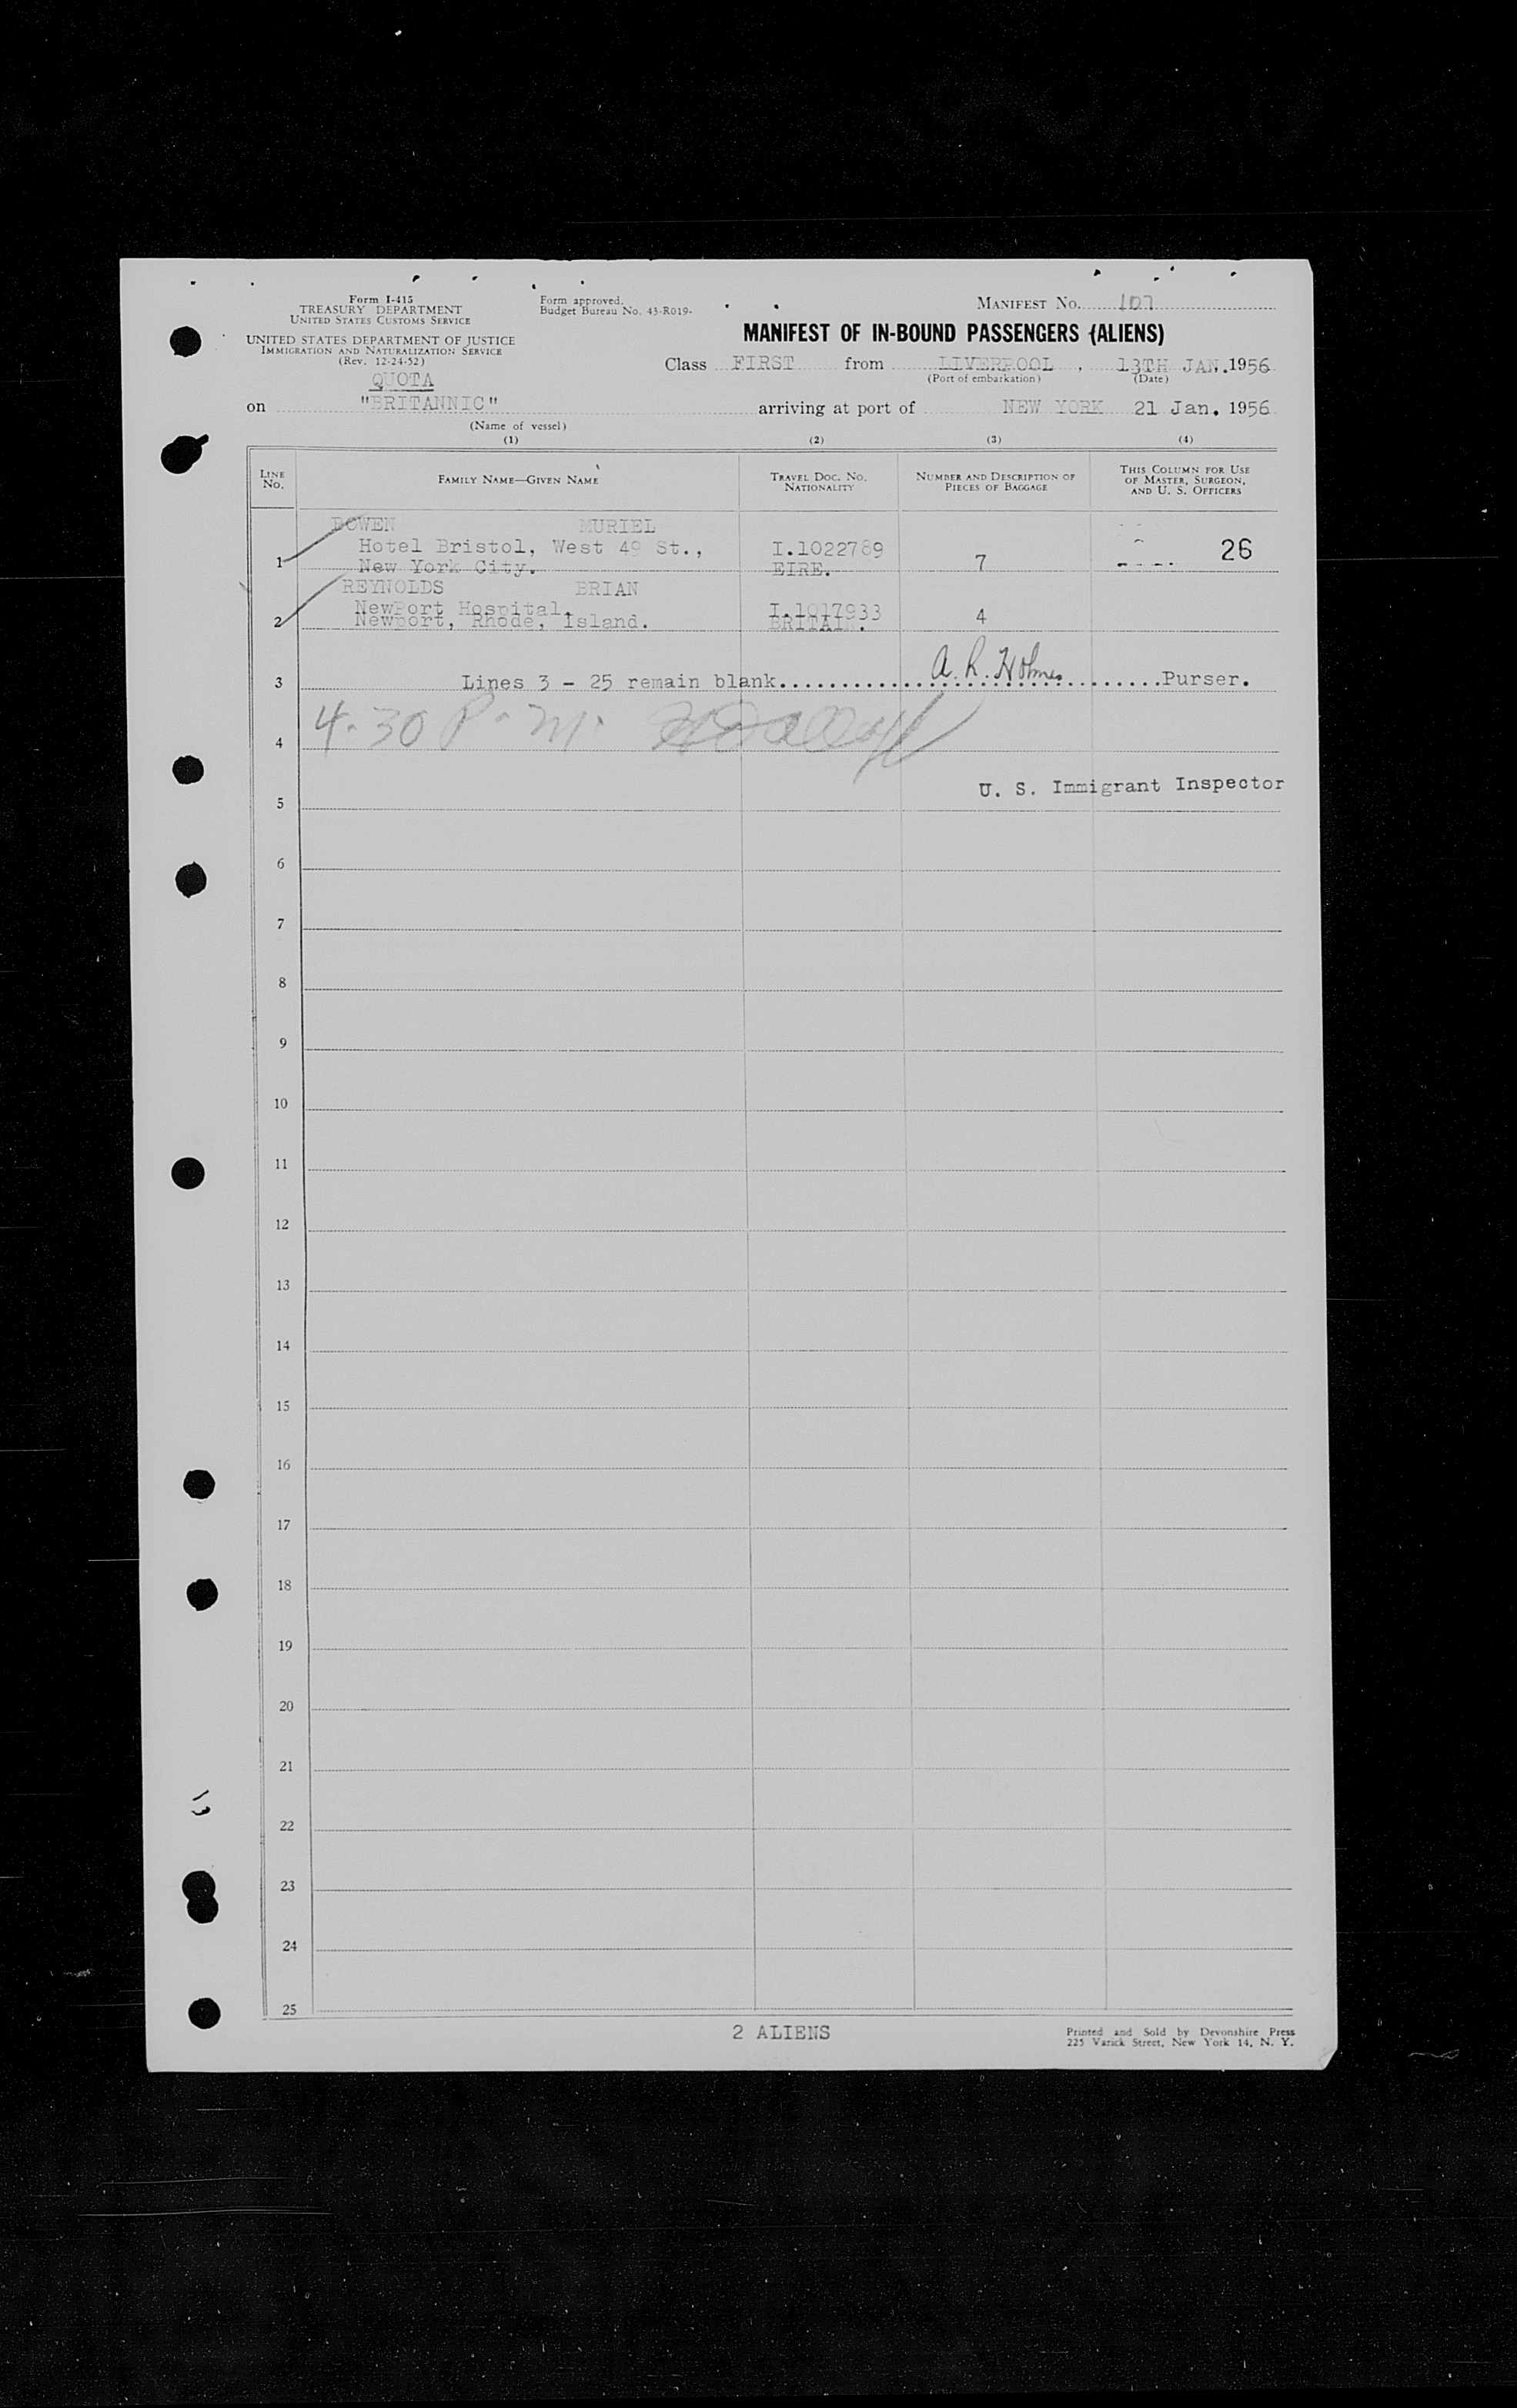 Form I-415
TREASURY DEPARTMENT
UNITED STATES CUSTOMS SERVICE
UNITED STATES DEPARTMENT OF JUSTICE
IMMIGRATION AND NATURALIZATION SERVICE
(Rev. 12-24-52)
Form approved.
Budget Bureau No. 43-R019-
MANIFEST NO. 107
MANIFEST OF IN-BOUND PASSENGERS (ALIENS)
Class FIRST from LIVERPOOL , 13TH JAN. 1956
(Port of embarkation) (Date)
QUOTA
on "BRITANNIC" arriving at port of NEW YORK 21 Jan. 1956
(Name of vessel)
(1) (2) (3) (4)
LINE NO. FAMILY NAME—GIVEN NAME TRAVEL DOC. NO. NATIONALITY NUMBER AND DESCRIPTION OF PIECES OF BAGGAGE THIS COLUMN FOR USE OF MASTER, SURGEON, AND U. S. OFFICERS
BOWEN MURIEL
Hotel Bristol, West 49 St., I.1022789 26
1 New York City. EIRE. 7
REYNOLDS BRIAN
NewPort Hospital, I.1017933 4
2 Newport, Rhode, Island. BRITAIN.
3 Lines 3 - 25 remain blank.......... A. R. Holmes ..........Purser.
4 4.30 P.M.
U. S. Immigrant Inspector
5
6
7
8
9
10
11
12
13
14
15
16
17
18
19
20
21
22
23
24
25
2 ALIENS
Printed and Sold by Devonshire Press
225 Varick Street, New York 14, N. Y.